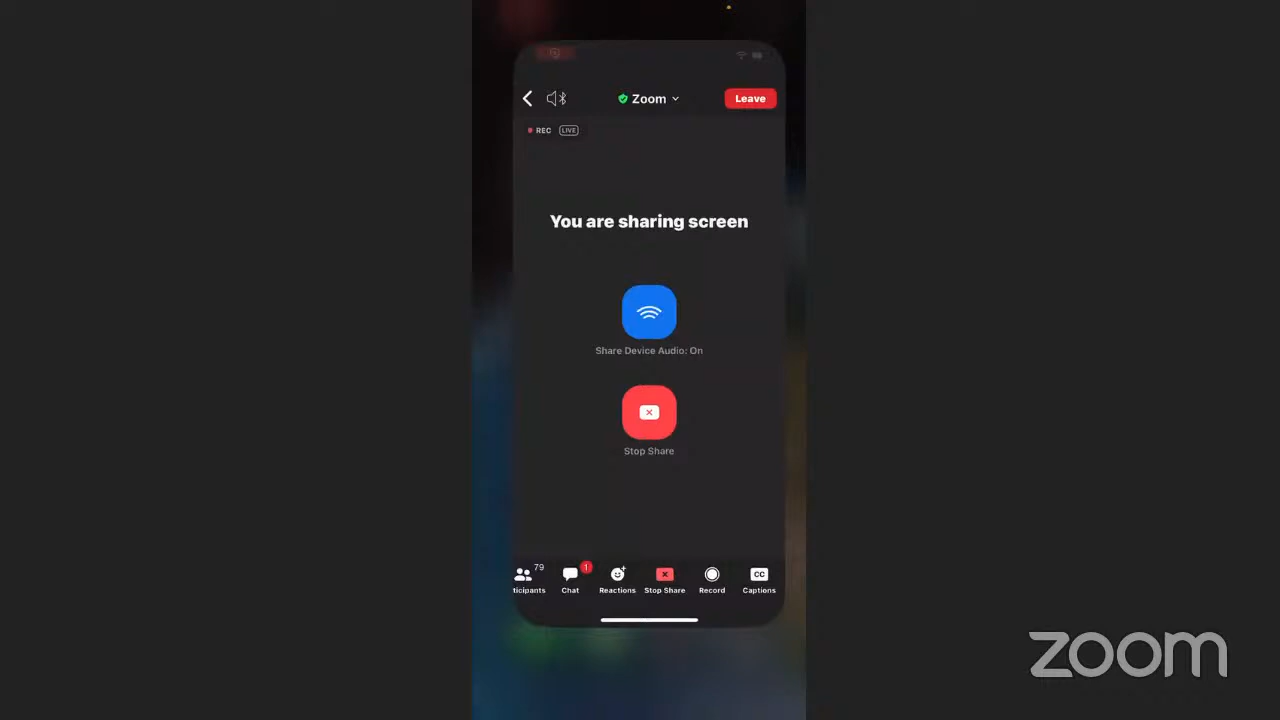 Zoom
Leave
REC LIVE
You are sharing screen
Share Device Audio: On
Stop Share
79
1
ticipants Chat Reactions Stop Share Record Captions
CC
zoom